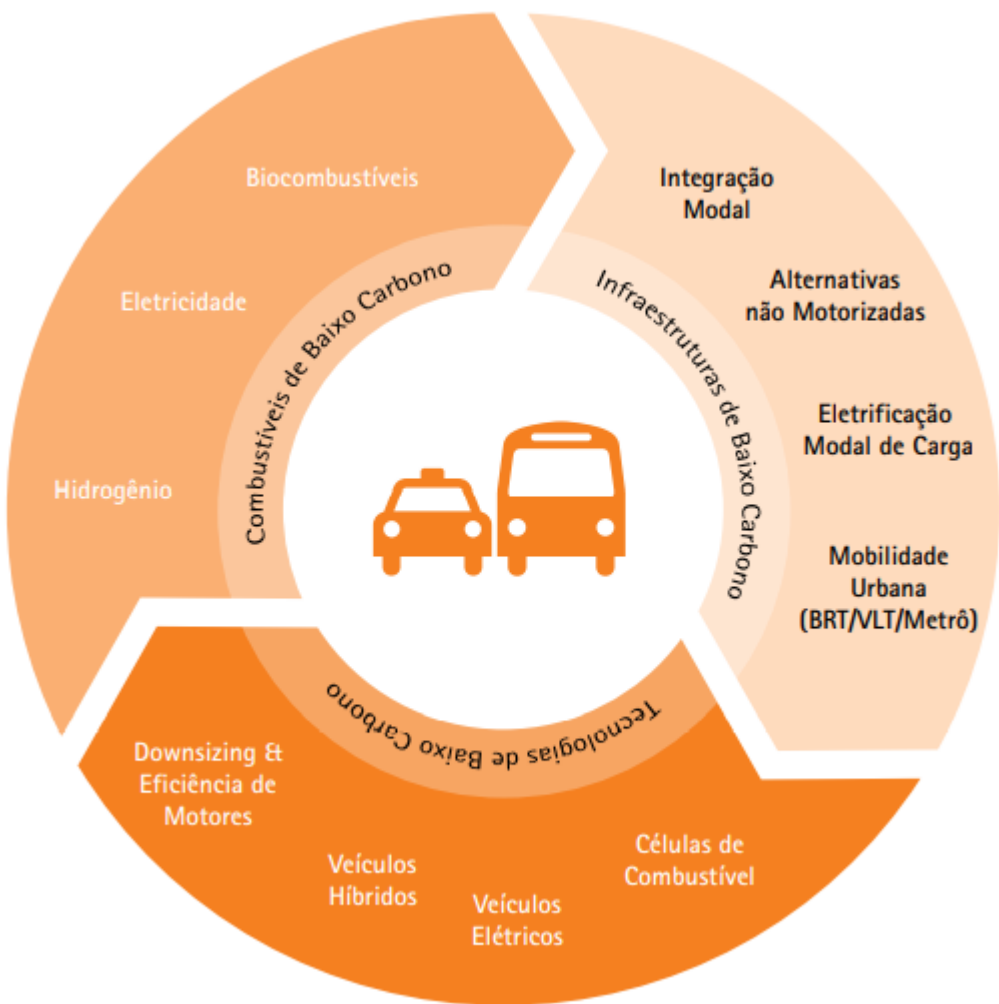 Biocombustíveis
Eletricidade
Hidrogênio
Combustíveis de Baixo Carbono
Integração
Modal
Alternativas
não Motorizadas
Eletrificação
Modal de Carga
Mobilidade
Urbana
(BRT/VLT/Metrô)
Infraestruturas de Baixo Carbono
Tecnologias de Baixo Carbono
Downsizing &
Eficiência de
Motores
Veículos
Híbridos
Veículos
Elétricos
Células de
Combustível